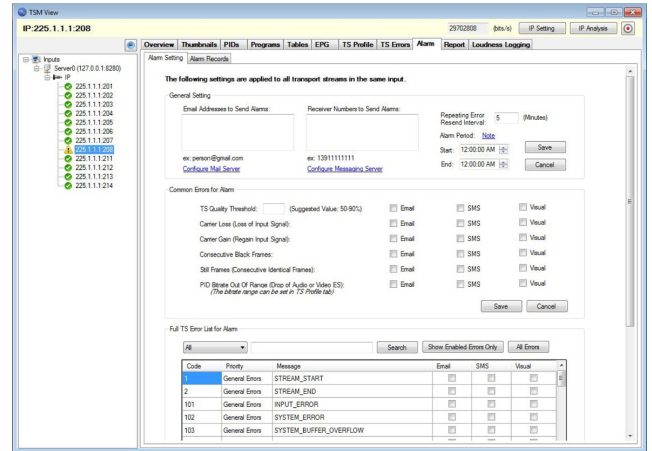 TSM View
IP:225.1.1.1:208
29702808 (bits/s) IP Setting IP Analysis
Overview Thumbnails PIDs Programs Tables EPG TS Profile TS Errors Alarm Report Loudness Logging
Inputs
Server0 (127.0.0.1:8280)
IP
225.1.1.1:201
225.1.1.1:202
225.1.1.1:203
225.1.1.1:204
225.1.1.1:205
225.1.1.1:206
225.1.1.1:207
225.1.1.1:208
225.1.1.1:211
225.1.1.1:212
225.1.1.1:213
225.1.1.1:214
Alarm Setting Alarm Records
The following settings are applied to all transport streams in the same input.
General Setting
Email Addresses to Send Alarms:
Receiver Numbers to Send Alarms:
Repeating Error
Resend Interval: 5 (Minutes)
Alarm Period: Note
Start: 12:00:00 AM Save
End: 12:00:00 AM Cancel
ex: person@gmail.com
ex: 13911111111
Configure Mail Server
Configure Messaging Server
Common Errors for Alarm
TS Quality Threshold: (Suggested Value: 50-90%) Email SMS Visual
Carrier Loss (Loss of Input Signal): Email SMS Visual
Carrier Gain (Regain Input Signal): Email SMS Visual
Consecutive Black Frames: Email SMS Visual
Still Frames (Consecutive Identical Frames): Email SMS Visual
PID Bitrate Out Of Range (Drop of Audio or Video ES): Email SMS Visual
(The bitrate range can be set in TS Profile tab)
Save Cancel
Full TS Error List for Alarm
All Search Show Enabled Errors Only All Errors
Code Priority Message Email SMS Visual
1 General Errors STREAM_START
2 General Errors STREAM_END
101 General Errors INPUT_ERROR
102 General Errors SYSTEM_ERROR
103 General Errors SYSTEM_BUFFER_OVERFLOW